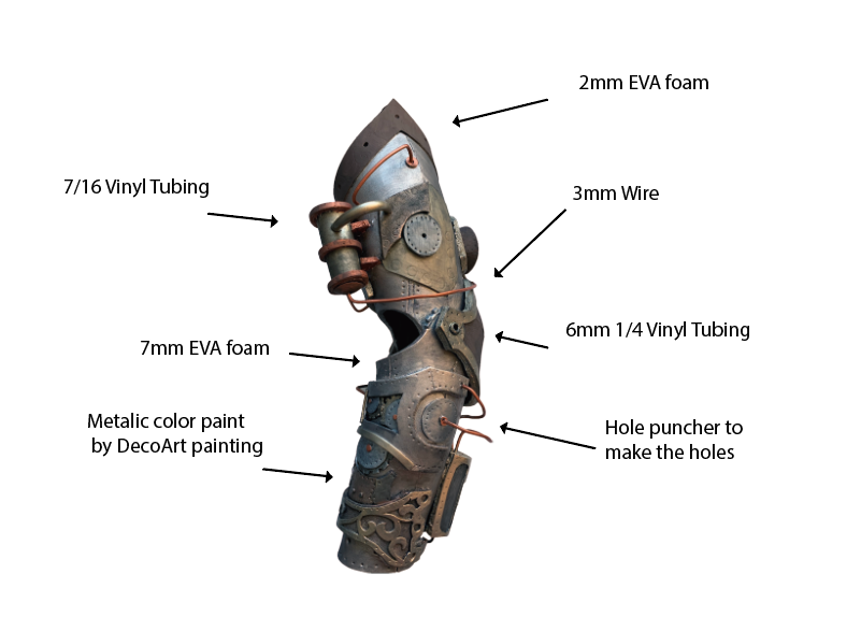 2mm EVA foam
7/16 Vinyl Tubing
3mm Wire
6mm 1/4 Vinyl Tubing
7mm EVA foam
Metalic color paint
by DecoArt painting
Hole puncher to
make the holes